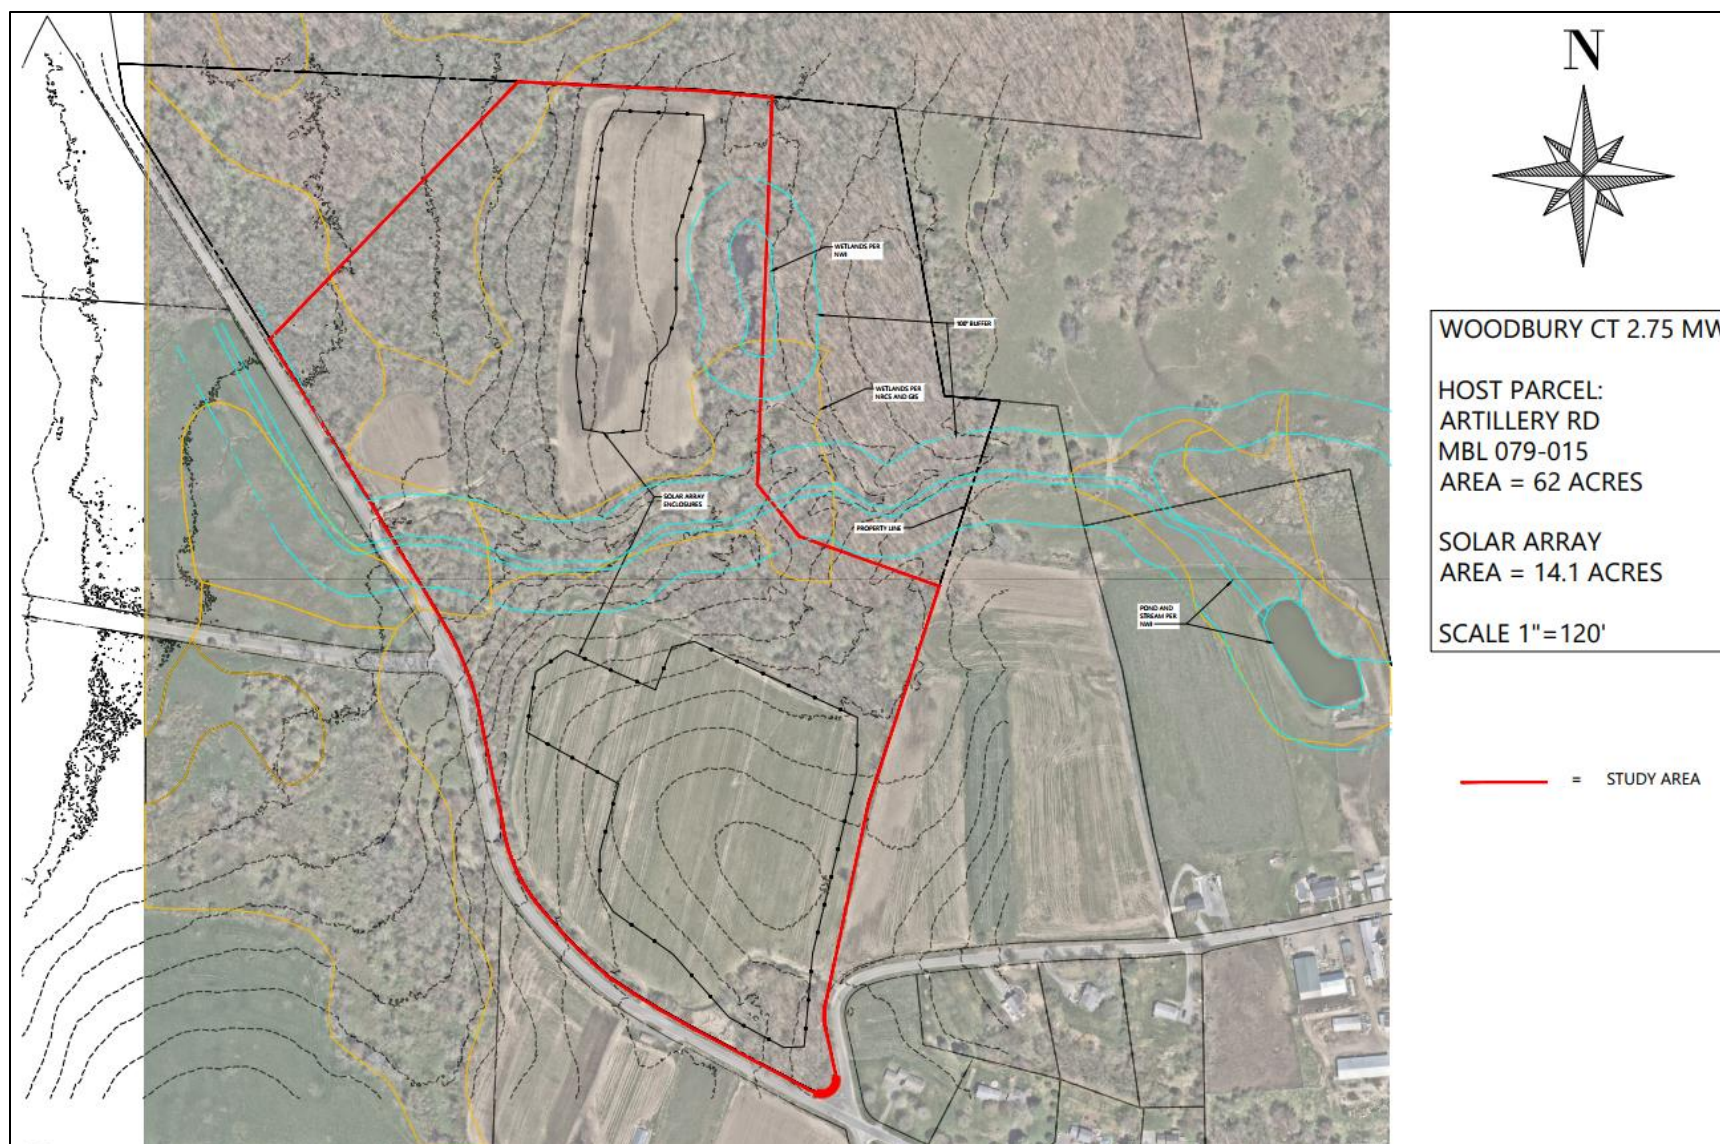 N
WETLANDS PER
NWI
100' BUFFER
WETLANDS PER
NRCS AND GIS
SOLAR ARRAY
ENCLOSURES
PROPERTY LINE
POND AND
STREAM PER
NWI
WOODBURY CT 2.75 MW
HOST PARCEL:
ARTILLERY RD
MBL 079-015
AREA = 62 ACRES
SOLAR ARRAY
AREA = 14.1 ACRES
SCALE 1"=120'
= STUDY AREA